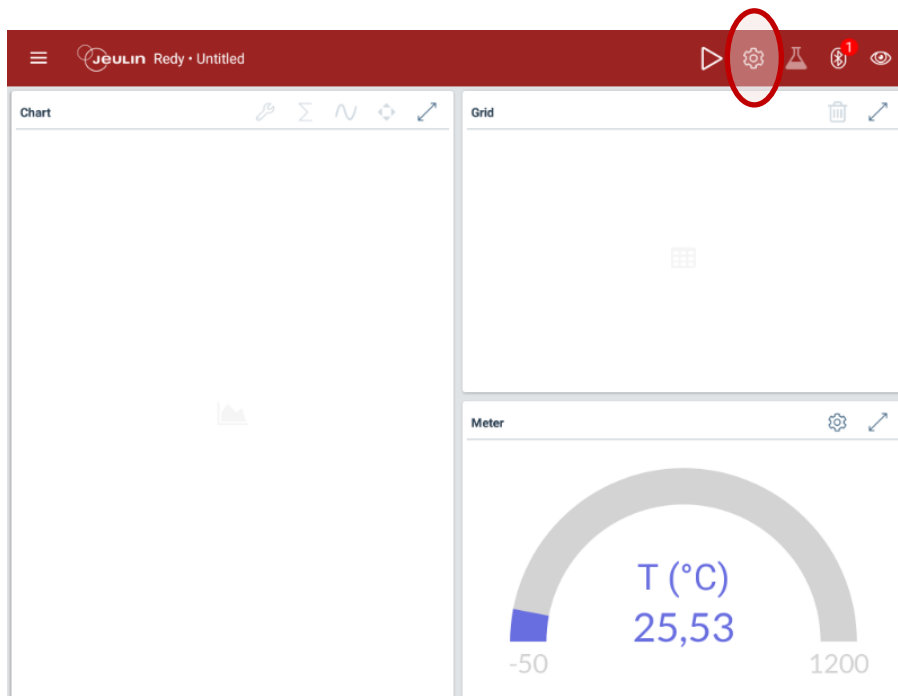 Jeulin Redy • Untitled
1
Chart
Grid
Meter
T (°C)
25,53
-50
1200